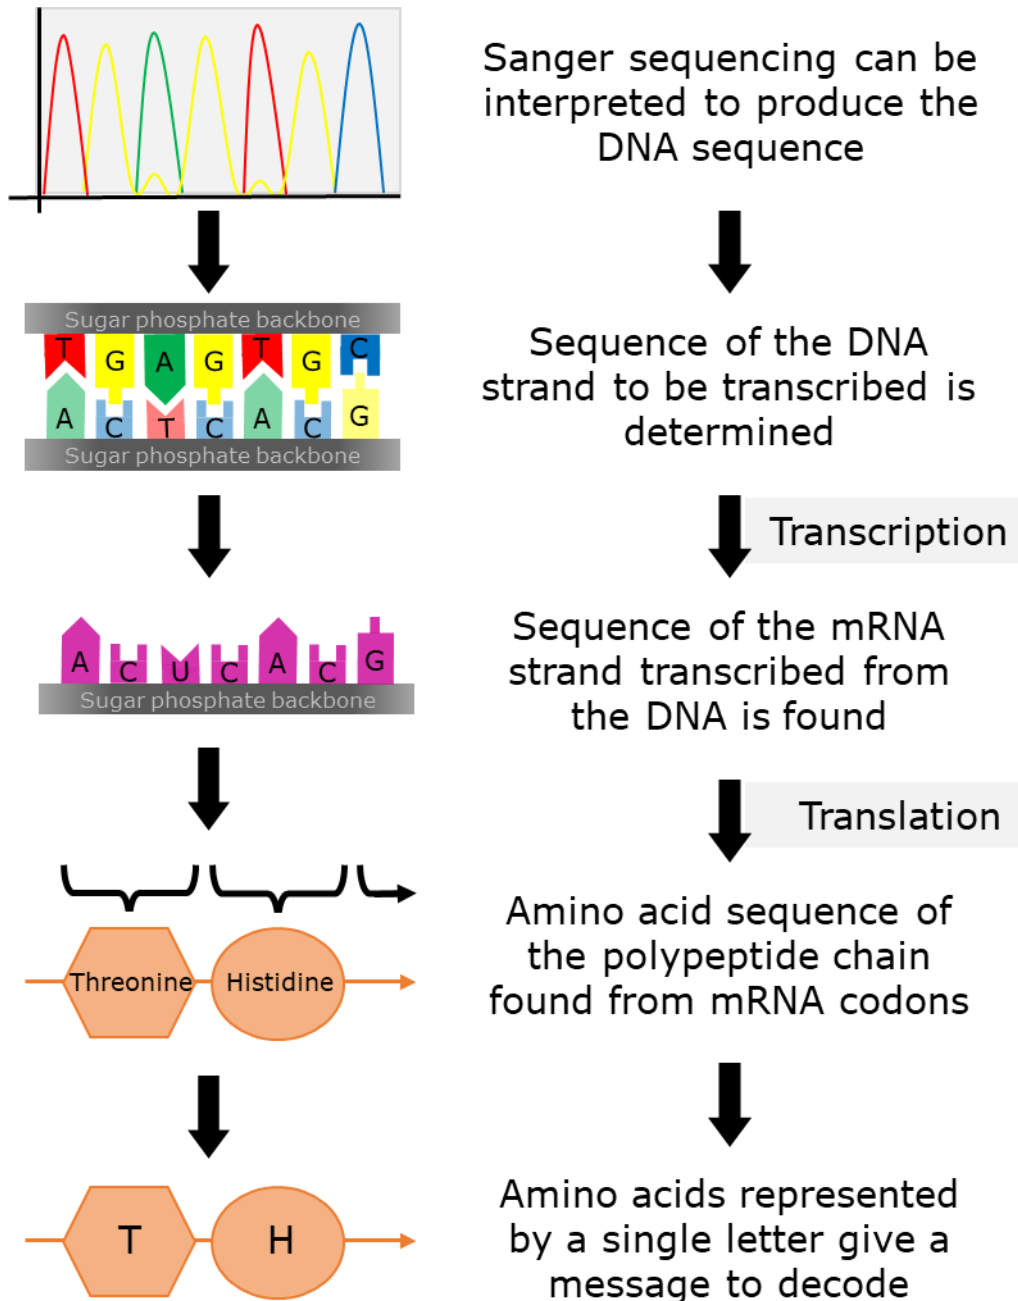 Sanger sequencing can be
interpreted to produce the
DNA sequence
Sugar phosphate backbone
T G A G T G C
A C T C A C G
Sugar phosphate backbone
Sequence of the DNA
strand to be transcribed is
determined
Transcription
A C U C A C G
Sugar phosphate backbone
Sequence of the mRNA
strand transcribed from
the DNA is found
Translation
Threonine Histidine
Amino acid sequence of
the polypeptide chain
found from mRNA codons
T H
Amino acids represented
by a single letter give a
message to decode